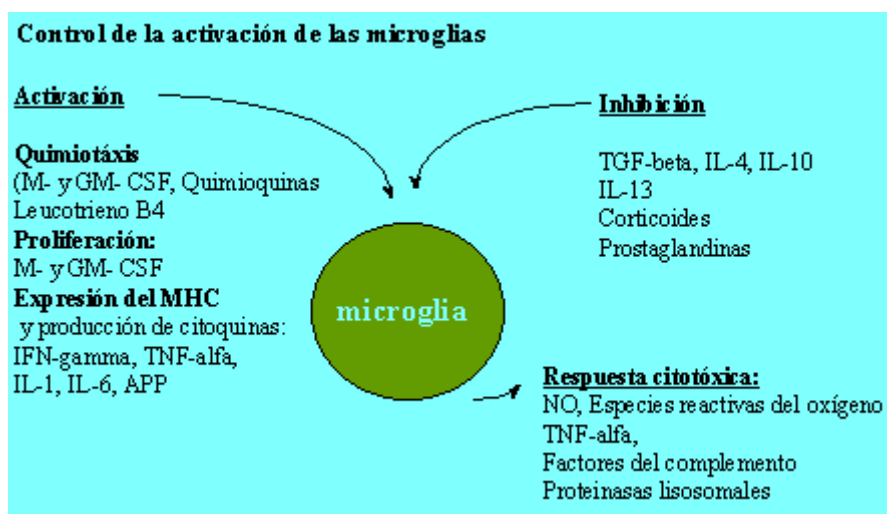 Control de la activación de las microglias
Activación
Quimiotáxis
(M- y GM- CSF, Quimioquinas
Leucotrieno B4
Proliferación:
M- y GM- CSF
Expresión del MHC
y producción de citoquinas:
IFN-gamma, TNF-alfa,
IL-1, IL-6, APP
microglia
Inhibición
TGF-beta, IL-4, IL-10
IL-13
Corticoides
Prostaglandinas
Respuesta citotóxica:
NO, Especies reactivas del oxígeno
TNF-alfa,
Factores del complemento
Proteinasas lisosomales